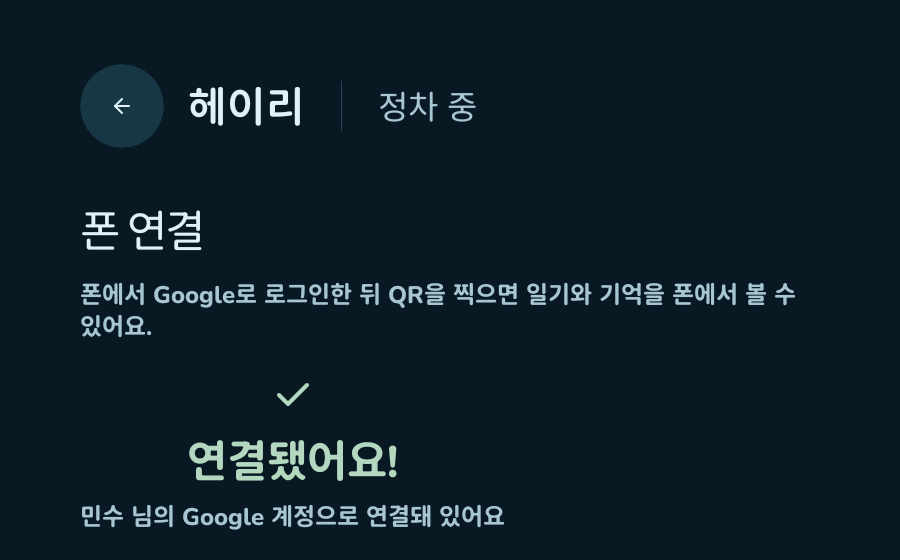 헤이리
정차 중
폰 연결
폰에서 Google로 로그인한 뒤 QR을 찍으면 일기와 기억을 폰에서 볼 수
있어요.
연결됐어요!
민수 님의 Google 계정으로 연결돼 있어요